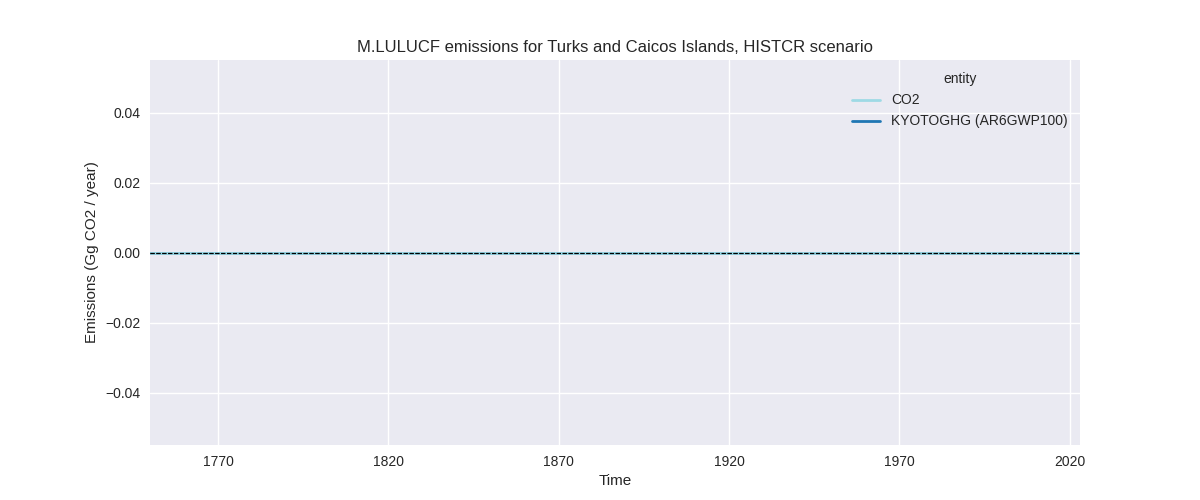 M.LULUCF emissions for Turks and Caicos Islands, HISTCR scenario
entity
CO2
KYOTOGHG (AR6GWP100)
Emissions (Gg CO2 / year)
0.04
0.02
0.00
−0.02
−0.04
1770 1820 1870 1920 1970 2020
Time